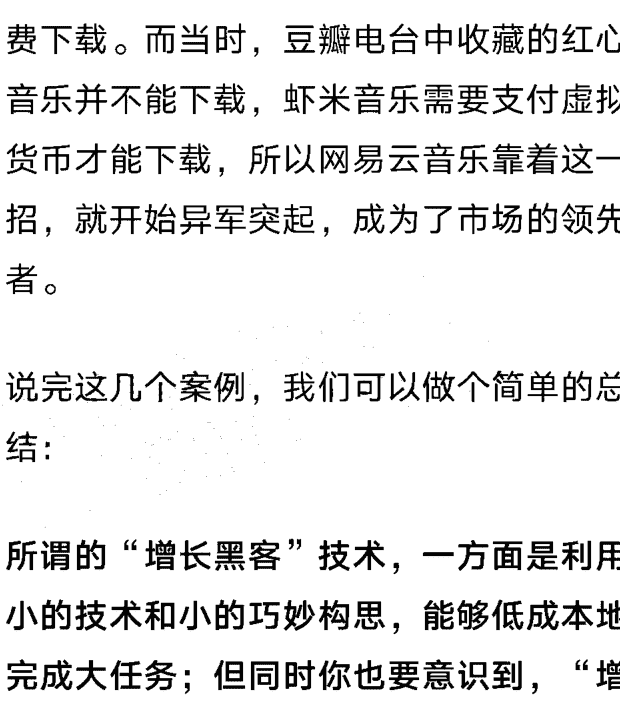 费下载。而当时，豆瓣电台中收藏的红心
音乐并不能下载，虾米音乐需要支付虚拟
货币才能下载，所以网易云音乐靠着这一
招，就开始异军突起，成为了市场的领先
者。
说完这几个案例，我们可以做个简单的总
结：
所谓的“增长黑客”技术，一方面是利用
小的技术和小的巧妙构思，能够低成本地
完成大任务；但同时你也要意识到，“增